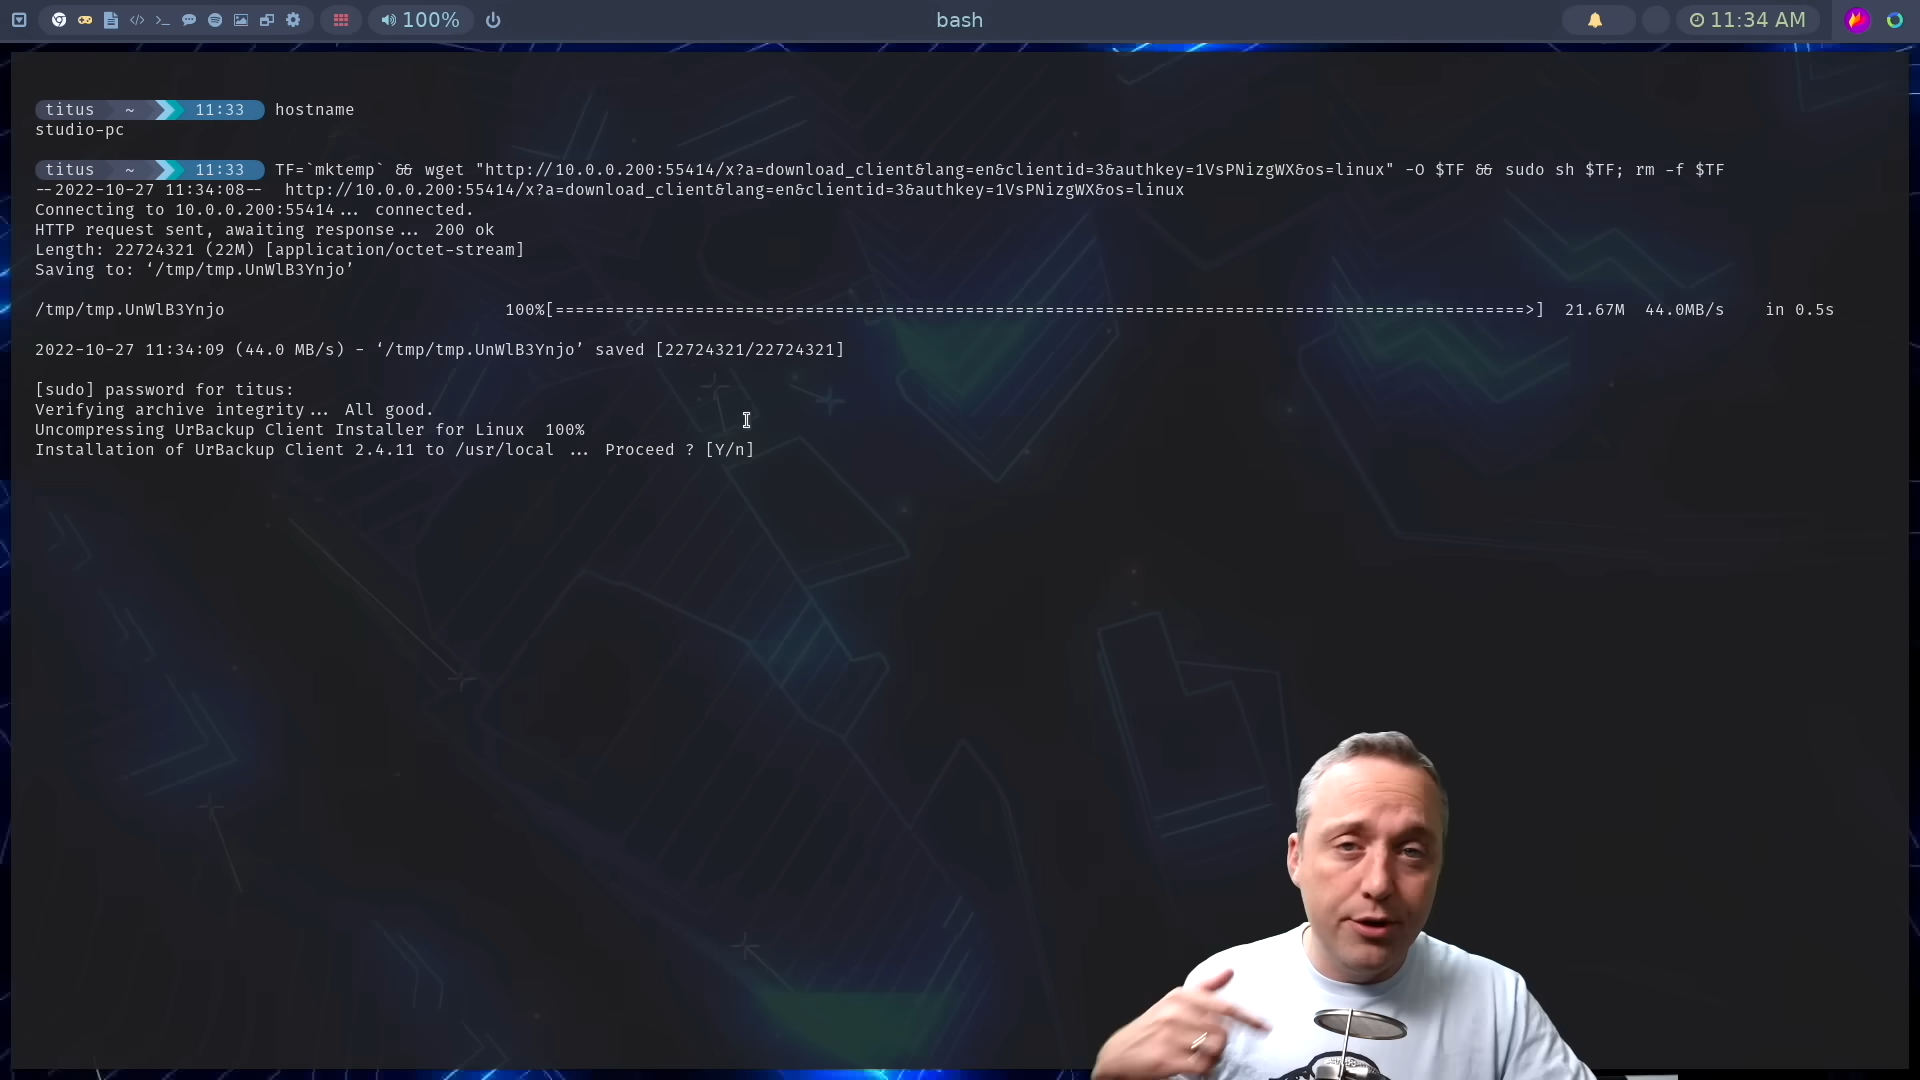 100%
bash
11:34 AM
titus ~ 11:33 hostname
studio-pc
titus ~ 11:33 TF=`mktemp` && wget "http://10.0.0.200:55414/x?a=download_client&lang=en&clientid=3&authkey=1VsPNizgWX&os=linux" -O $TF && sudo sh $TF; rm -f $TF
--2022-10-27 11:34:08--  http://10.0.0.200:55414/x?a=download_client&lang=en&clientid=3&authkey=1VsPNizgWX&os=linux
Connecting to 10.0.0.200:55414... connected.
HTTP request sent, awaiting response... 200 ok
Length: 22724321 (22M) [application/octet-stream]
Saving to: ‘/tmp/tmp.UnWlB3Ynjo’
/tmp/tmp.UnWlB3Ynjo 100%[=================================================================================================>] 21.67M 44.0MB/s in 0.5s
2022-10-27 11:34:09 (44.0 MB/s) - ‘/tmp/tmp.UnWlB3Ynjo’ saved [22724321/22724321]
[sudo] password for titus:
Verifying archive integrity... All good.
Uncompressing UrBackup Client Installer for Linux  100%
Installation of UrBackup Client 2.4.11 to /usr/local ... Proceed ? [Y/n]